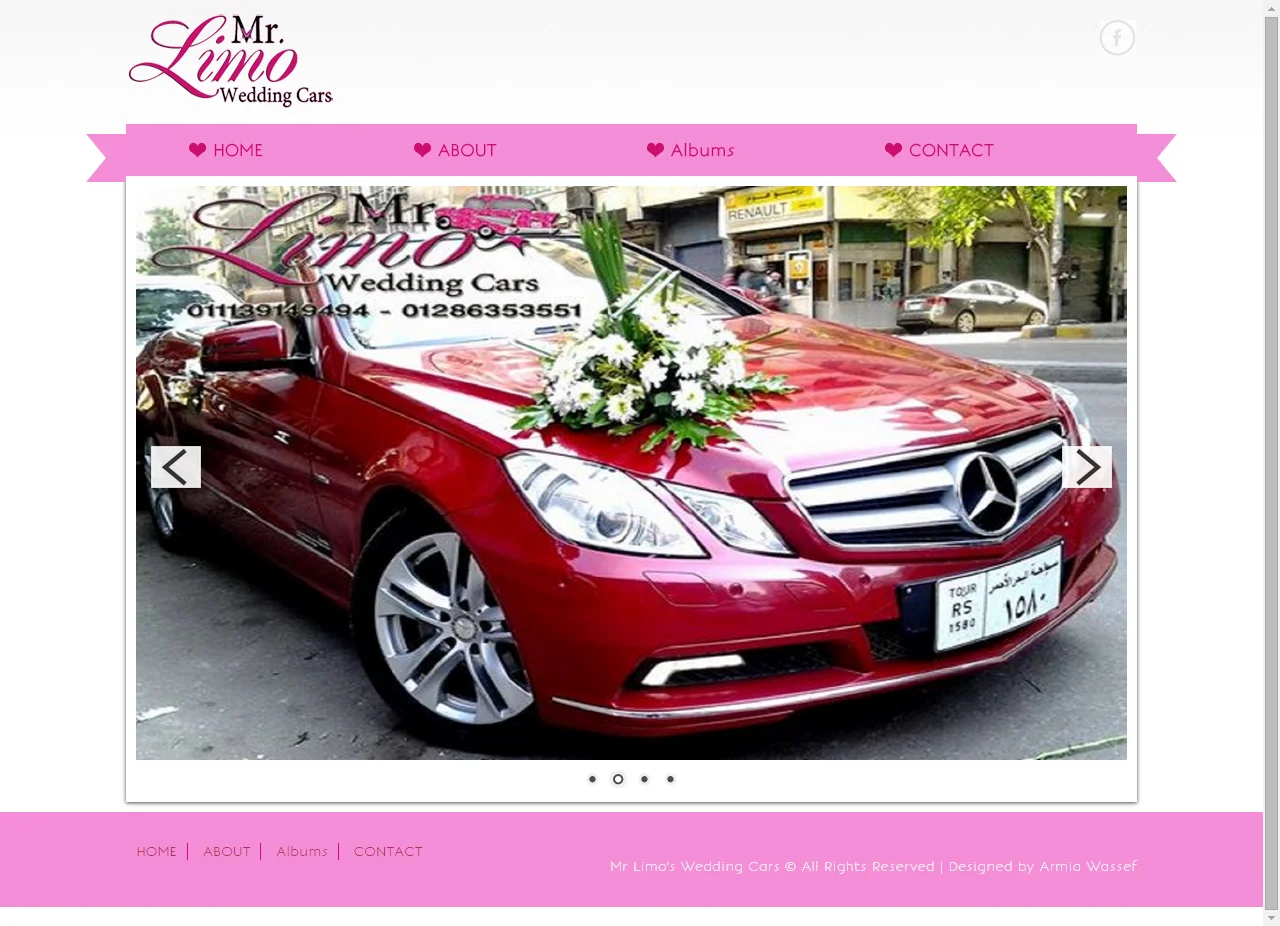 Mr.
Limo
Wedding Cars
HOME
ABOUT
Albums
CONTACT
Mr.
Limo
Wedding Cars
011139149494 - 01286353551
RENAULT
TOUR
RS
1580
سياحة البحر الأحمر
١٥٨٠
HOME
ABOUT
Albums
CONTACT
Mr Limo's Wedding Cars © All Rights Reserved | Designed by Armia Wassef